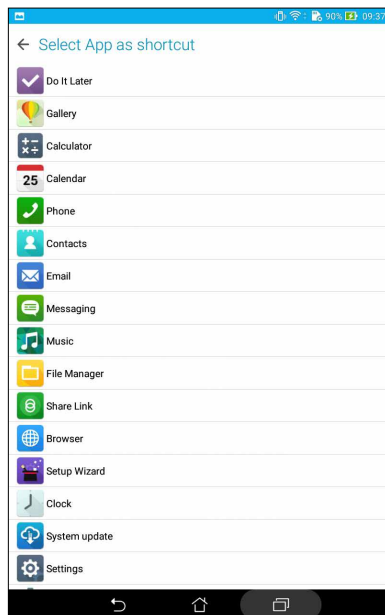 90% 09:37
Select App as shortcut
Do It Later
Gallery
Calculator
25 Calendar
Phone
Contacts
Email
Messaging
Music
File Manager
Share Link
Browser
Setup Wizard
Clock
System update
Settings